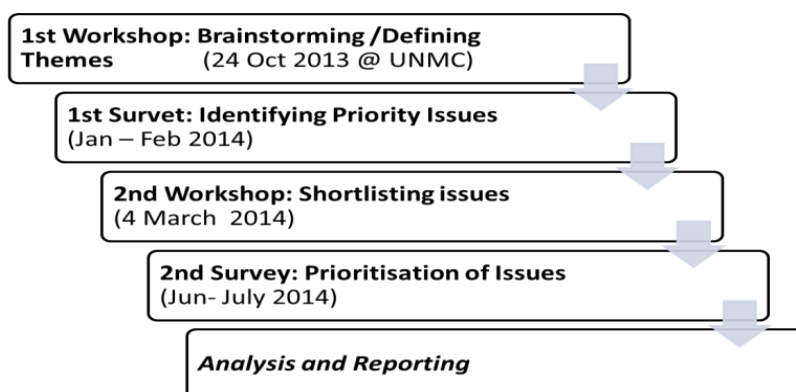 1st Workshop: Brainstorming /Defining
Themes (24 Oct 2013 @ UNMC)
1st Survet: Identifying Priority Issues
(Jan – Feb 2014)
2nd Workshop: Shortlisting issues
(4 March 2014)
2nd Survey: Prioritisation of Issues
(Jun- July 2014)
Analysis and Reporting